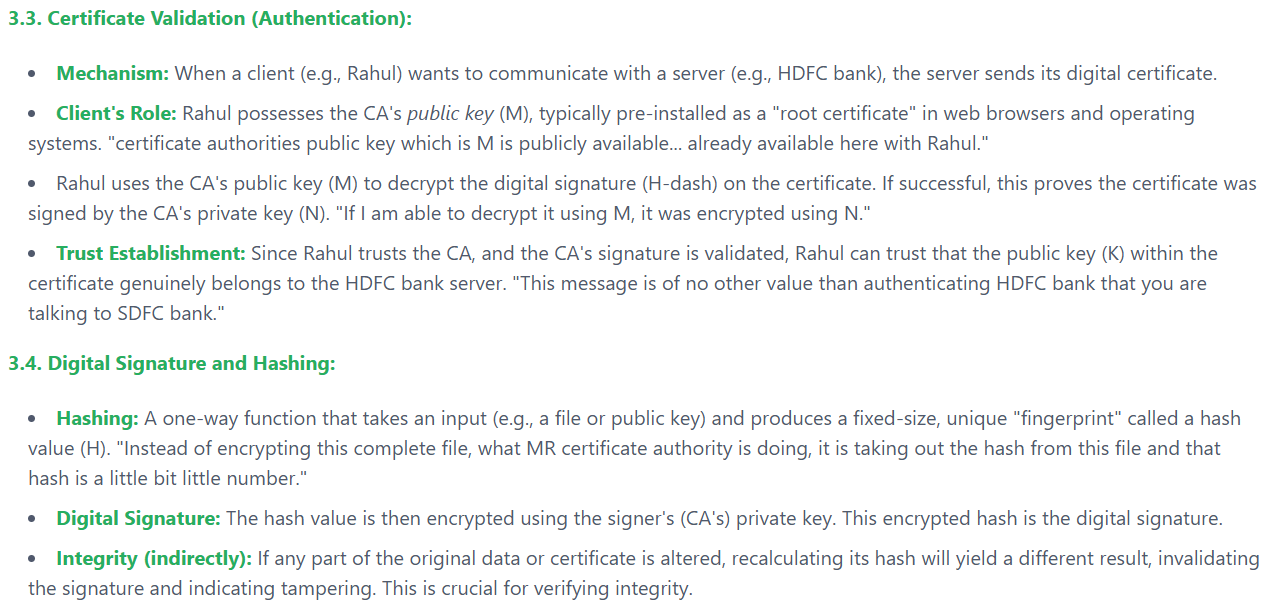 3.3. Certificate Validation (Authentication):
• Mechanism: When a client (e.g., Rahul) wants to communicate with a server (e.g., HDFC bank), the server sends its digital certificate.
• Client's Role: Rahul possesses the CA's public key (M), typically pre-installed as a "root certificate" in web browsers and operating
systems. "certificate authorities public key which is M is publicly available... already available here with Rahul."
• Rahul uses the CA's public key (M) to decrypt the digital signature (H-dash) on the certificate. If successful, this proves the certificate was
signed by the CA's private key (N). "If I am able to decrypt it using M, it was encrypted using N."
• Trust Establishment: Since Rahul trusts the CA, and the CA's signature is validated, Rahul can trust that the public key (K) within the
certificate genuinely belongs to the HDFC bank server. "This message is of no other value than authenticating HDFC bank that you are
talking to SDFC bank."
3.4. Digital Signature and Hashing:
• Hashing: A one-way function that takes an input (e.g., a file or public key) and produces a fixed-size, unique "fingerprint" called a hash
value (H). "Instead of encrypting this complete file, what MR certificate authority is doing, it is taking out the hash from this file and that
hash is a little bit little number."
• Digital Signature: The hash value is then encrypted using the signer's (CA's) private key. This encrypted hash is the digital signature.
• Integrity (indirectly): If any part of the original data or certificate is altered, recalculating its hash will yield a different result, invalidating
the signature and indicating tampering. This is crucial for verifying integrity.